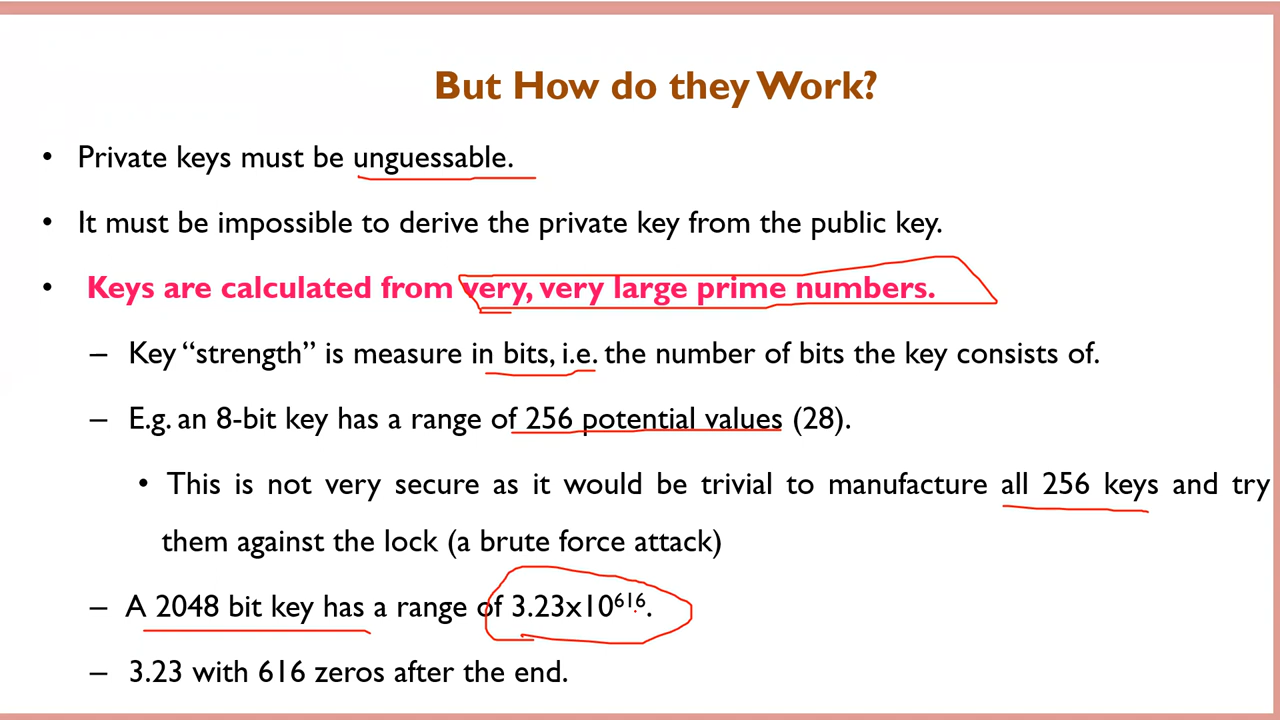 But How do they Work?
• Private keys must be unguessable.
• It must be impossible to derive the private key from the public key.
• Keys are calculated from very, very large prime numbers.
– Key “strength” is measure in bits, i.e. the number of bits the key consists of.
– E.g. an 8-bit key has a range of 256 potential values (28).
• This is not very secure as it would be trivial to manufacture all 256 keys and try
them against the lock (a brute force attack)
– A 2048 bit key has a range of 3.23x10⁶¹⁶.
– 3.23 with 616 zeros after the end.